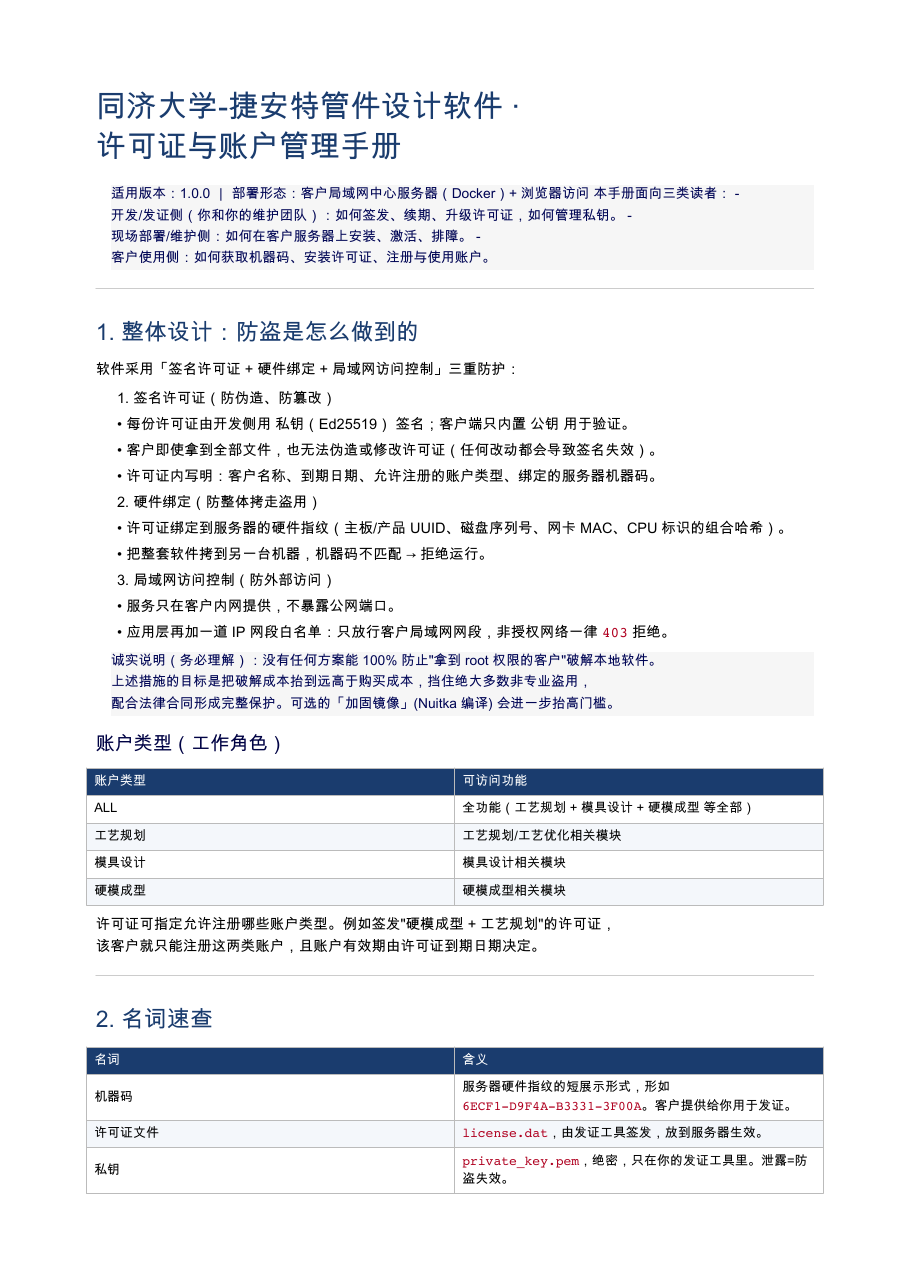 同济大学-捷安特管件设计软件 ·
许可证与账户管理手册
适用版本：1.0.0 ｜ 部署形态：客户局域网中心服务器（Docker）+ 浏览器访问 本手册面向三类读者： -
开发/发证侧（你和你的维护团队）：如何签发、续期、升级许可证，如何管理私钥。 -
现场部署/维护侧：如何在客户服务器上安装、激活、排障。 -
客户使用侧：如何获取机器码、安装许可证、注册与使用账户。
1. 整体设计：防盗是怎么做到的
软件采用「签名许可证 + 硬件绑定 + 局域网访问控制」三重防护：
1. 签名许可证（防伪造、防篡改）
• 每份许可证由开发侧用 私钥（Ed25519） 签名；客户端只内置 公钥 用于验证。
• 客户即使拿到全部文件，也无法伪造或修改许可证（任何改动都会导致签名失效）。
• 许可证内写明：客户名称、到期日期、允许注册的账户类型、绑定的服务器机器码。
2. 硬件绑定（防整体拷走盗用）
• 许可证绑定到服务器的硬件指纹（主板/产品 UUID、磁盘序列号、网卡 MAC、CPU 标识的组合哈希）。
• 把整套软件拷到另一台机器，机器码不匹配 → 拒绝运行。
3. 局域网访问控制（防外部访问）
• 服务只在客户内网提供，不暴露公网端口。
• 应用层再加一道 IP 网段白名单：只放行客户局域网网段，非授权网络一律 403 拒绝。
诚实说明（务必理解）：没有任何方案能 100% 防止"拿到 root 权限的客户"破解本地软件。
上述措施的目标是把破解成本抬到远高于购买成本，挡住绝大多数非专业盗用，
配合法律合同形成完整保护。可选的「加固镜像」(Nuitka 编译) 会进一步抬高门槛。
账户类型（工作角色）
账户类型 可访问功能
ALL 全功能（工艺规划 + 模具设计 + 硬模成型 等全部）
工艺规划 工艺规划/工艺优化相关模块
模具设计 模具设计相关模块
硬模成型 硬模成型相关模块
许可证可指定允许注册哪些账户类型。例如签发"硬模成型 + 工艺规划"的许可证，
该客户就只能注册这两类账户，且账户有效期由许可证到期日期决定。
2. 名词速查
名词 含义
机器码 服务器硬件指纹的短展示形式，形如
6ECF1-D9F4A-B3331-3F00A。客户提供给你用于发证。
许可证文件 license.dat，由发证工具签发，放到服务器生效。
私钥 private_key.pem，绝密，只在你的发证工具里。泄露=防
盗失效。